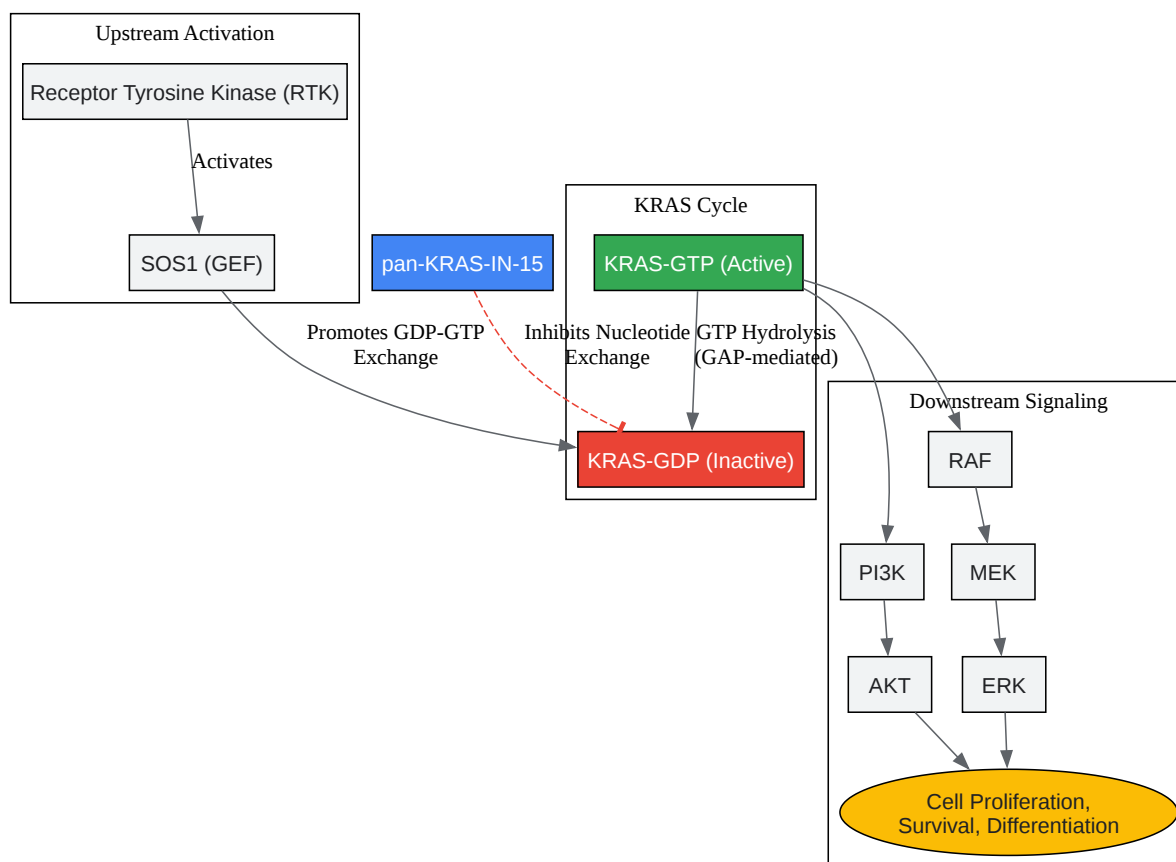 Upstream Activation
Receptor Tyrosine Kinase (RTK)
Activates
SOS1 (GEF)
pan-KRAS-IN-15
KRAS Cycle
KRAS-GTP (Active)
Promotes GDP-GTP
Exchange
Inhibits Nucleotide
Exchange
GTP Hydrolysis
(GAP-mediated)
KRAS-GDP (Inactive)
Downstream Signaling
RAF
PI3K
MEK
AKT
ERK
Cell Proliferation,
Survival, Differentiation